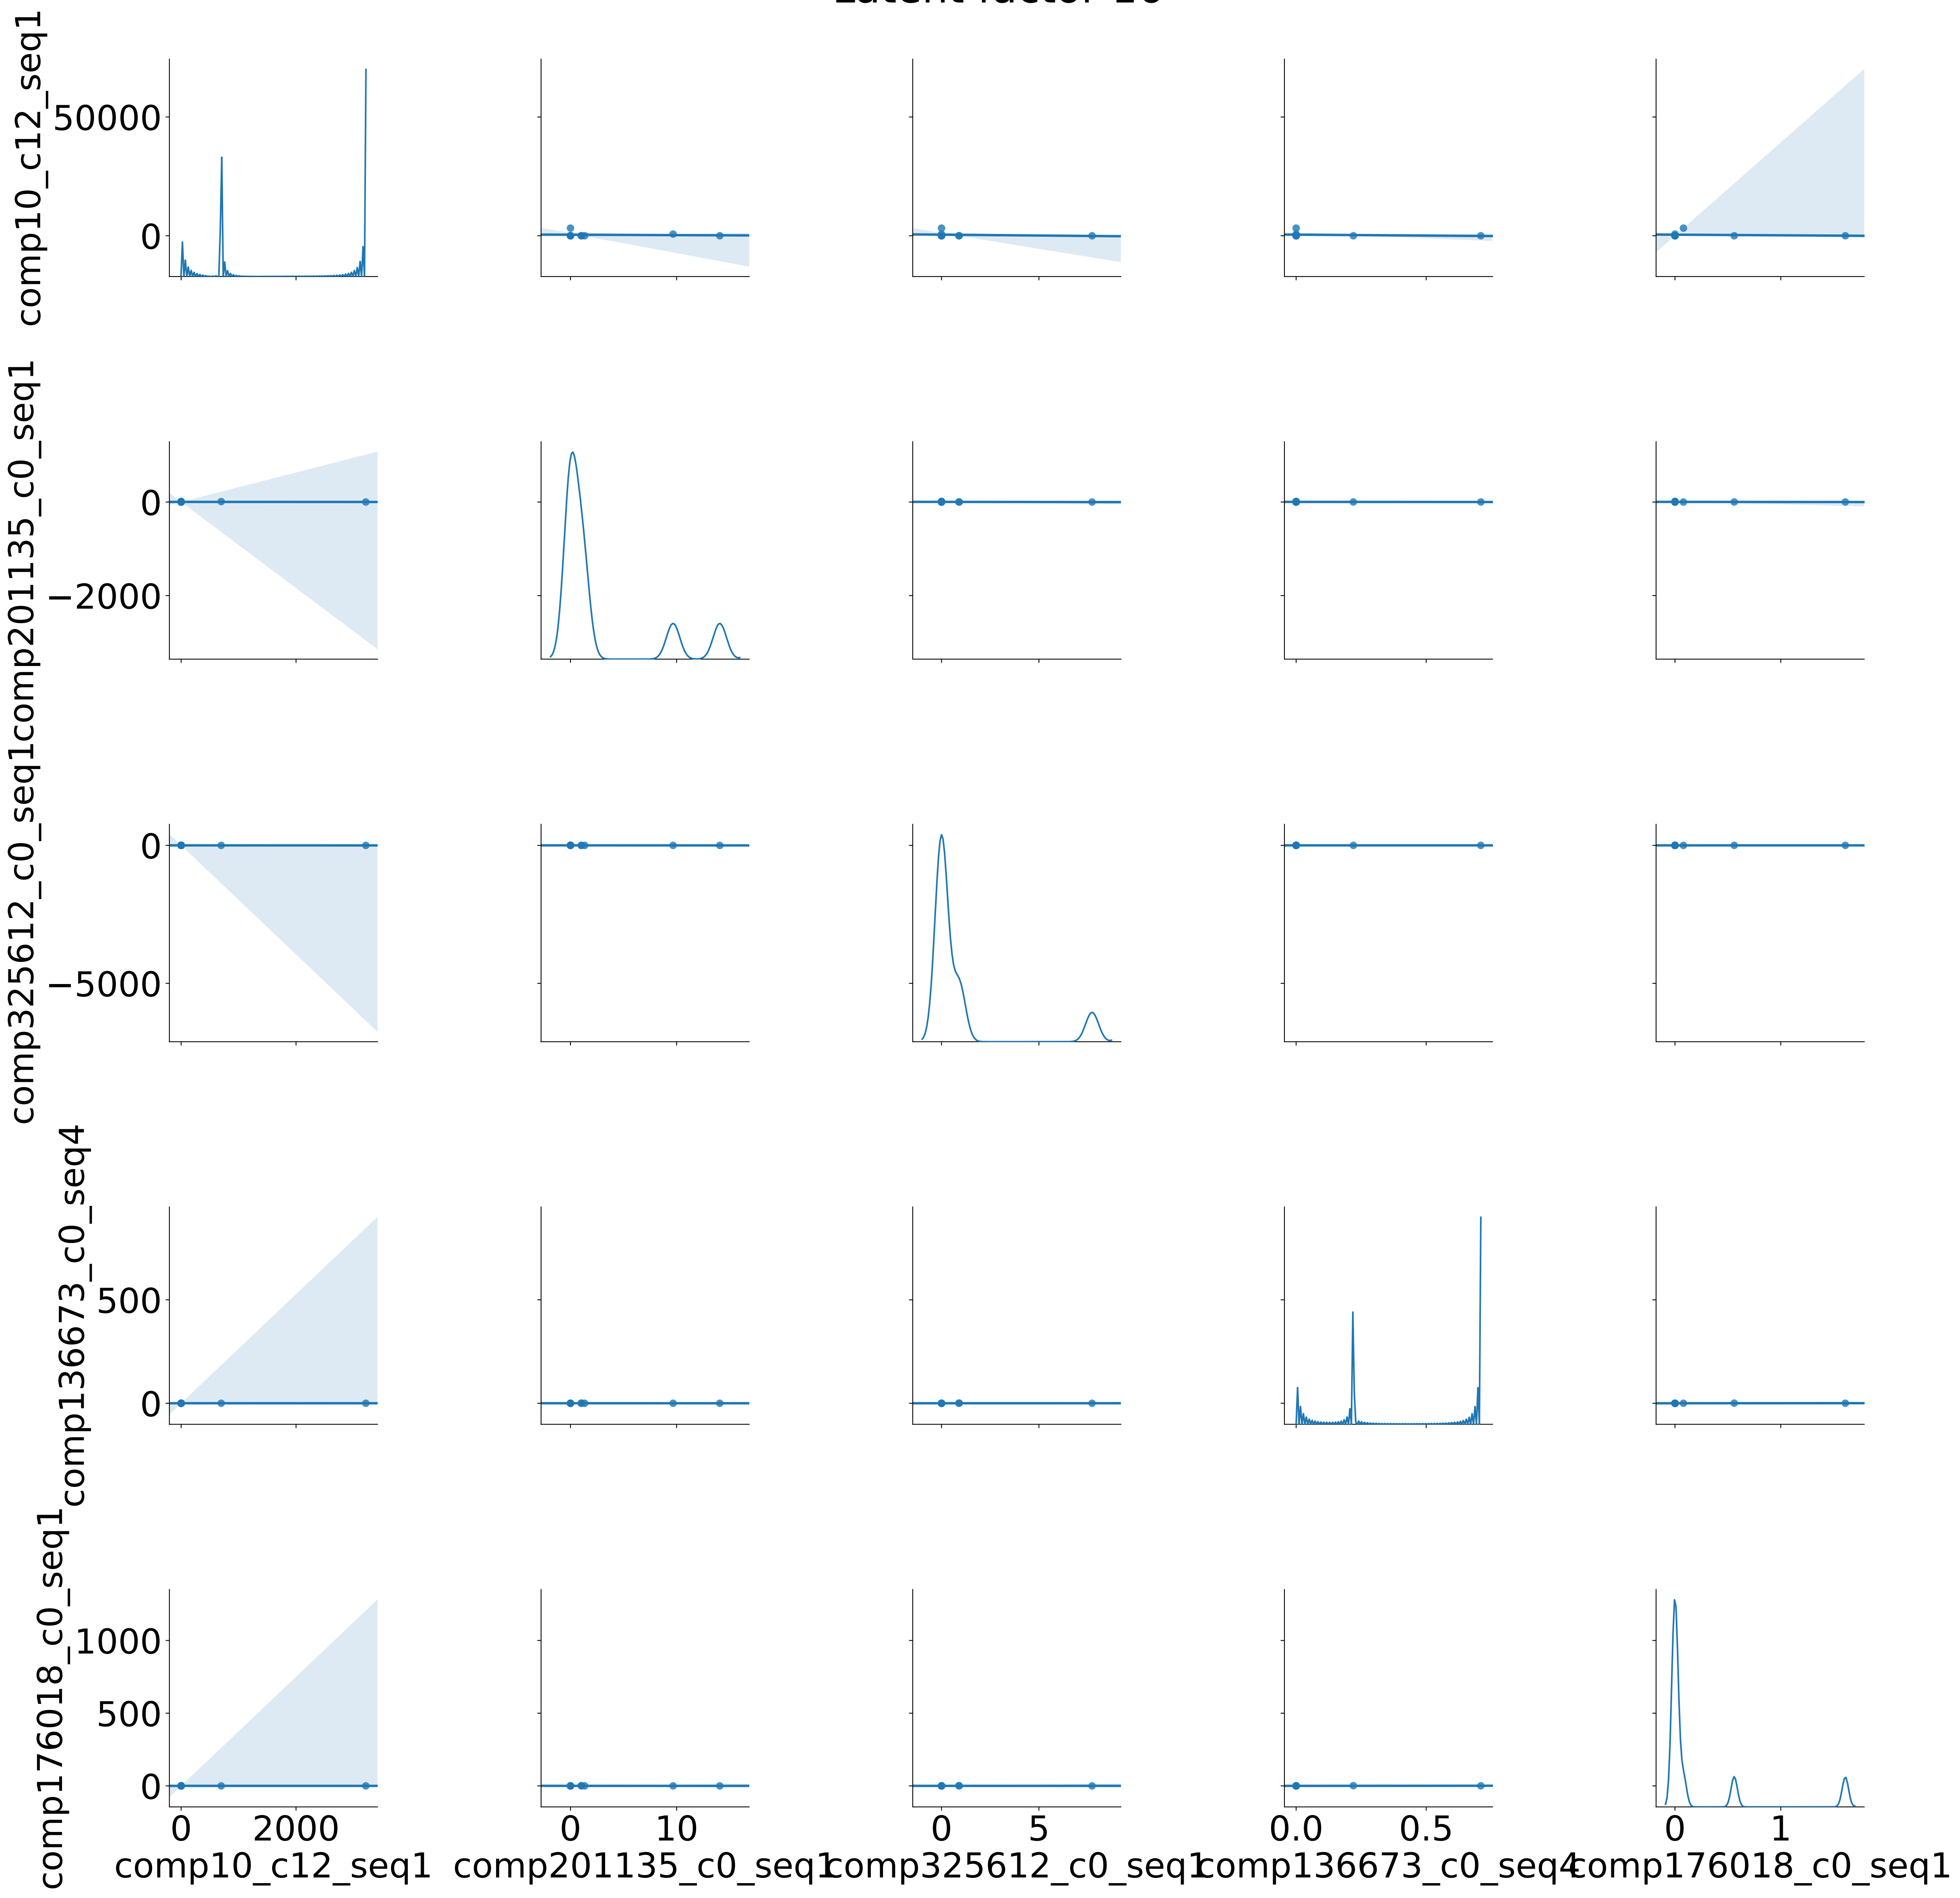 comp10_c12_seq1
50000
0
comp201135_c0_seq1
0
−2000
comp325612_c0_seq1
0
−5000
comp136673_c0_seq4
500
0
comp176018_c0_seq1
1000
500
0
0 2000 0 10 0 5 0.0 0.5 0 1
comp10_c12_seq1 comp201135_c0_seq1 comp325612_c0_seq1 comp136673_c0_seq4 comp176018_c0_seq1